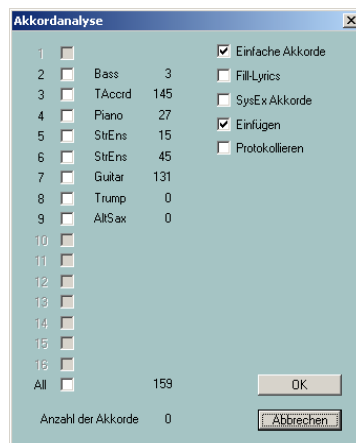 Akkordanalyse
1
2 Bass 3
3 TAccrd 145
4 Piano 27
5 StrEns 15
6 StrEns 45
7 Guitar 131
8 Trump 0
9 AltSax 0
10
11
12
13
14
15
16
All 159
Anzahl der Akkorde 0
Einfache Akkorde
Fill-Lyrics
SysEx Akkorde
Einfügen
Protokollieren
OK
Abbrechen